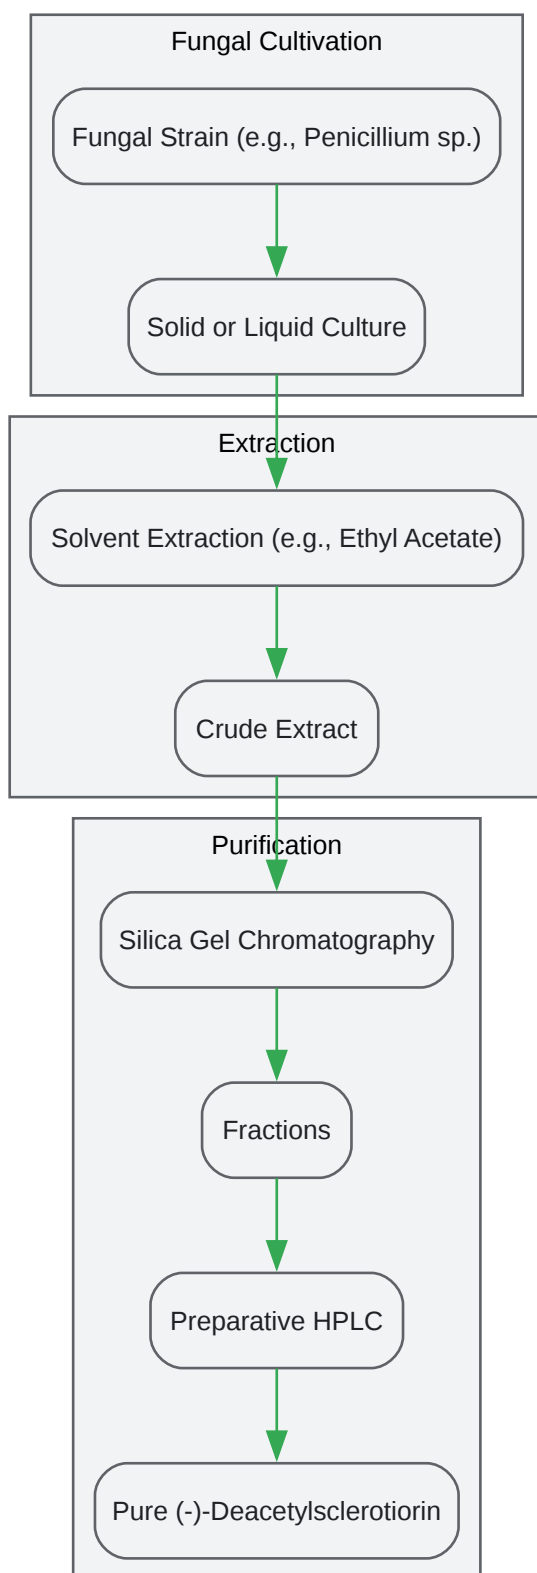 Fungal Cultivation
Fungal Strain (e.g., Penicillium sp.)
Solid or Liquid Culture
Extraction
Solvent Extraction (e.g., Ethyl Acetate)
Crude Extract
Purification
Silica Gel Chromatography
Fractions
Preparative HPLC
Pure (-)-Deacetylsclerotiorin